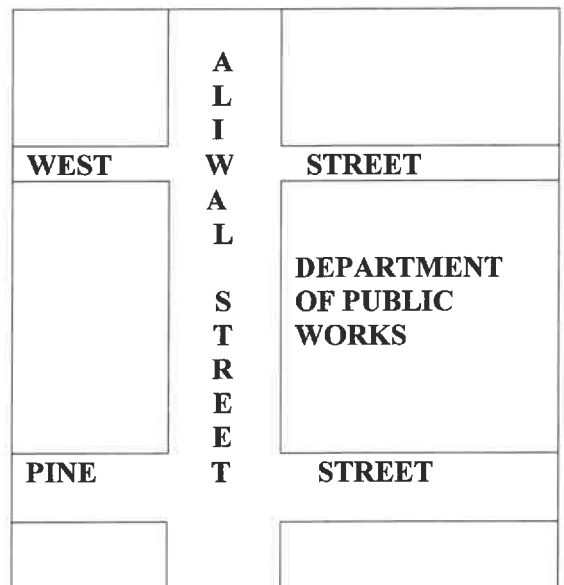 ALIWAL STREET
WEST STREET
DEPARTMENT
OF PUBLIC
WORKS
PINE STREET